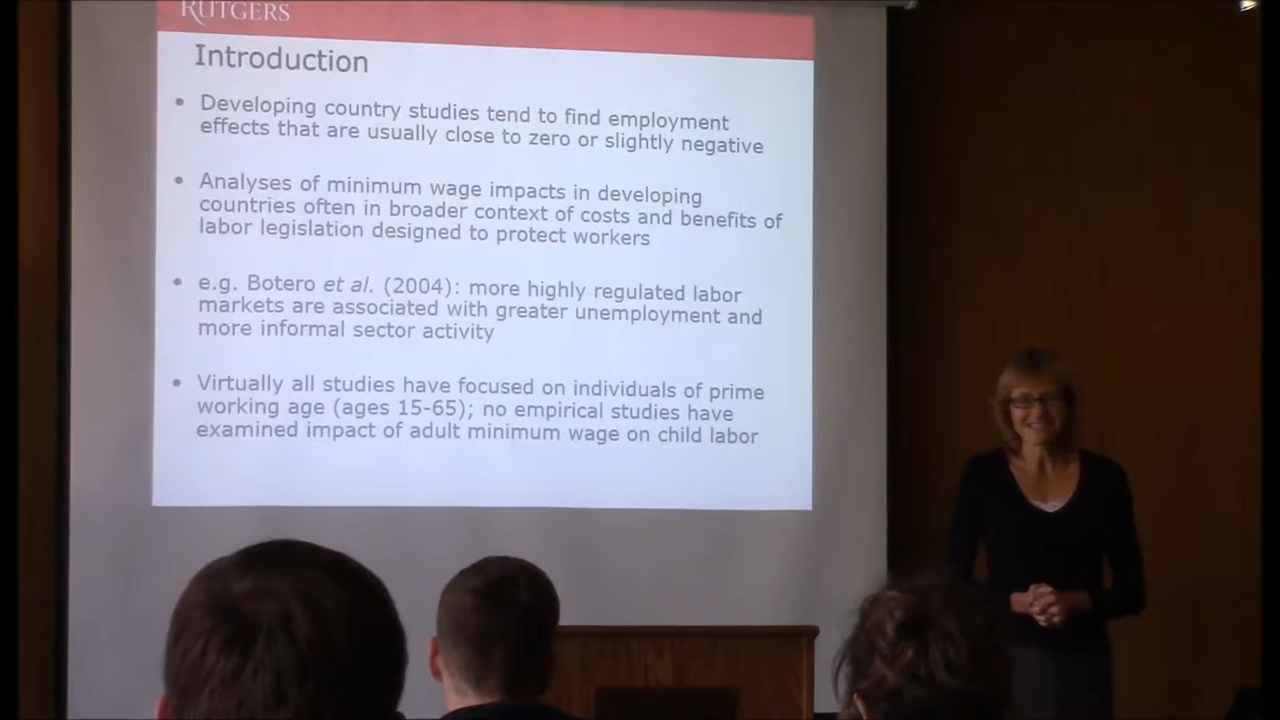 RUTGERS
Introduction
• Developing country studies tend to find employment
effects that are usually close to zero or slightly negative
• Analyses of minimum wage impacts in developing
countries often in broader context of costs and benefits of
labor legislation designed to protect workers
• e.g. Botero et al. (2004): more highly regulated labor
markets are associated with greater unemployment and
more informal sector activity
• Virtually all studies have focused on individuals of prime
working age (ages 15-65); no empirical studies have
examined impact of adult minimum wage on child labor